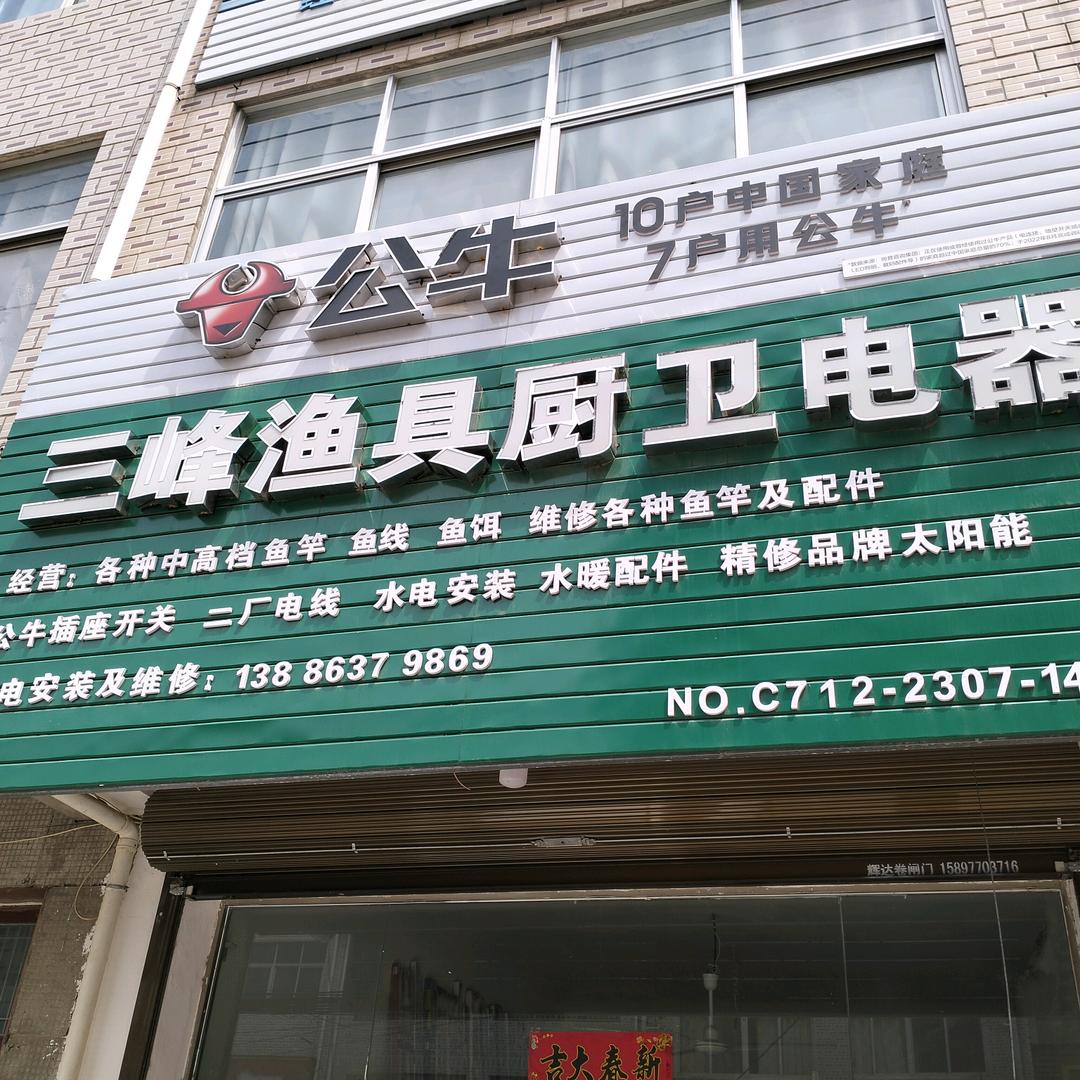 公牛
10户中国家庭
7户用公牛
三峰渔具厨卫电器
经营：各种中高档鱼竿 鱼线 鱼饵 维修各种鱼竿及配件
公牛插座开关 二厂电线 水电安装 水暖配件 精修品牌太阳能
电安装及维修：138 8637 9869
NO.C712-2307-14
辉达卷闸门 15897703716
新春大吉